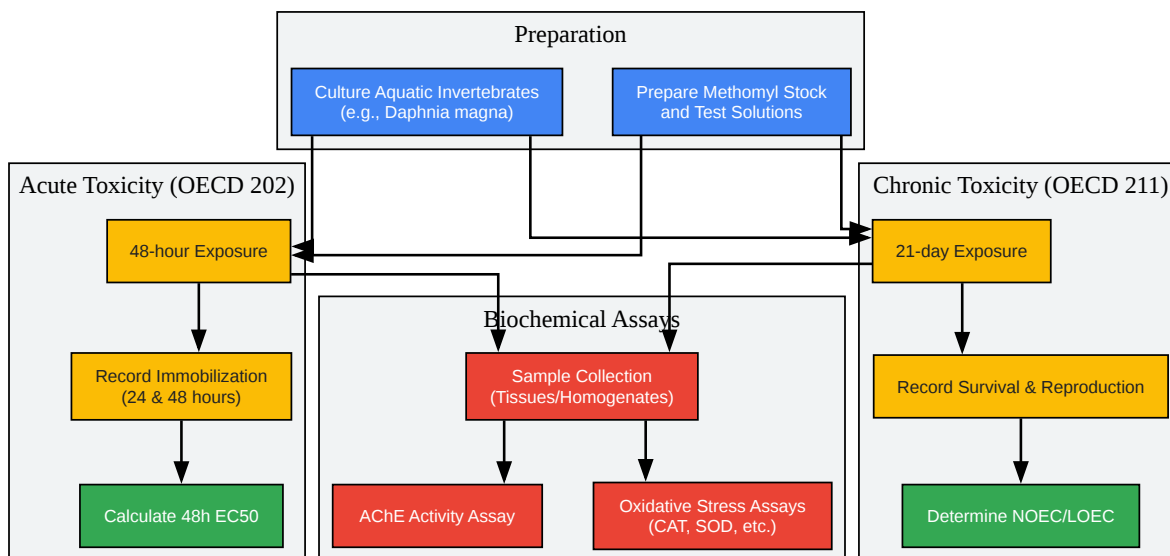 Preparation
Culture Aquatic Invertebrates
(e.g., Daphnia magna)
Prepare Methomyl Stock
and Test Solutions
Acute Toxicity (OECD 202)
48-hour Exposure
Record Immobilization
(24 & 48 hours)
Calculate 48h EC50
Biochemical Assays
Sample Collection
(Tissues/Homogenates)
AChE Activity Assay
Oxidative Stress Assays
(CAT, SOD, etc.)
Chronic Toxicity (OECD 211)
21-day Exposure
Record Survival & Reproduction
Determine NOEC/LOEC